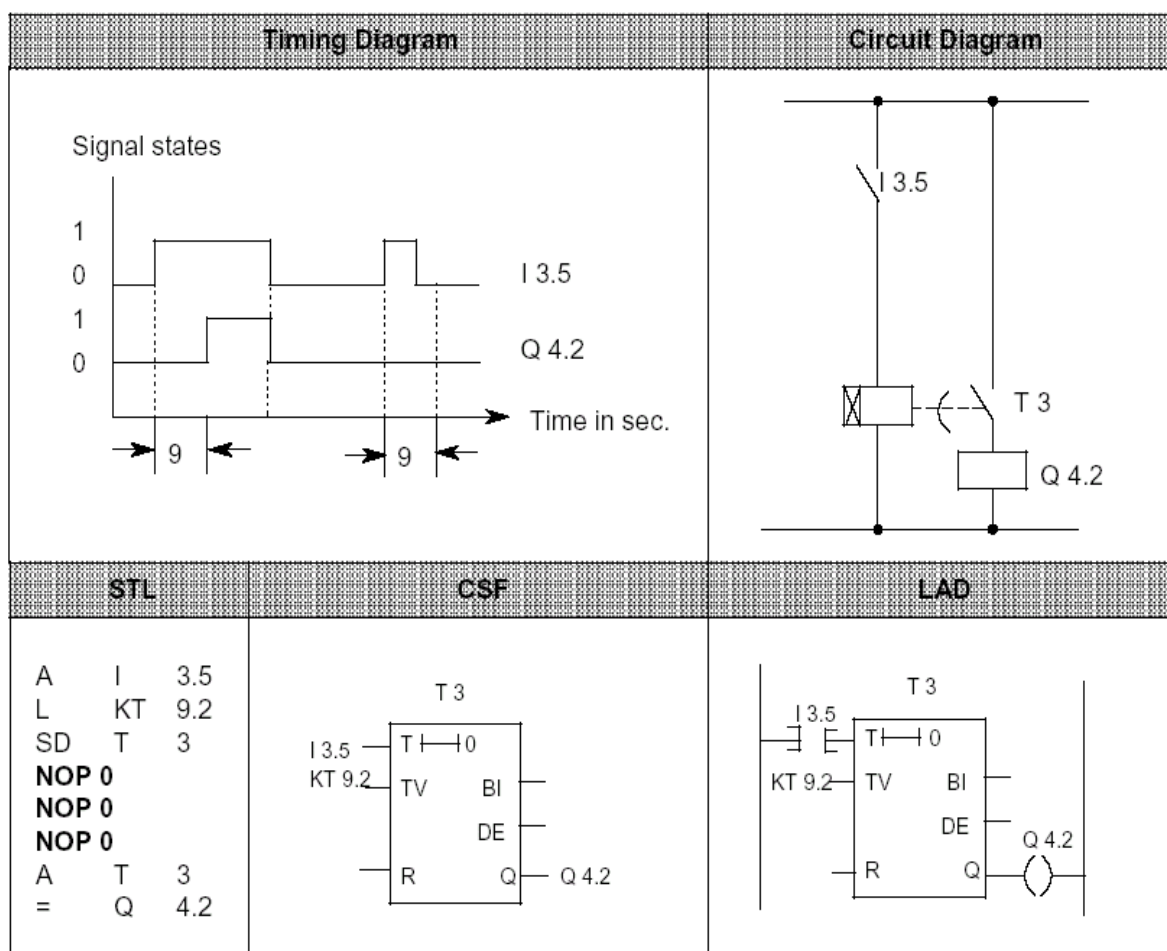 Timing Diagram
Circuit Diagram
Signal states
1
0
I 3.5
1
0
Q 4.2
Time in sec.
9
9
I 3.5
T 3
Q 4.2
STL
CSF
LAD
A I 3.5
L KT 9.2
SD T 3
NOP 0
NOP 0
NOP 0
A T 3
= Q 4.2
T 3
I 3.5
T 0
KT 9.2
TV BI
DE
R Q
Q 4.2
T 3
I 3.5
T 0
KT 9.2
TV BI
DE
Q 4.2
R Q